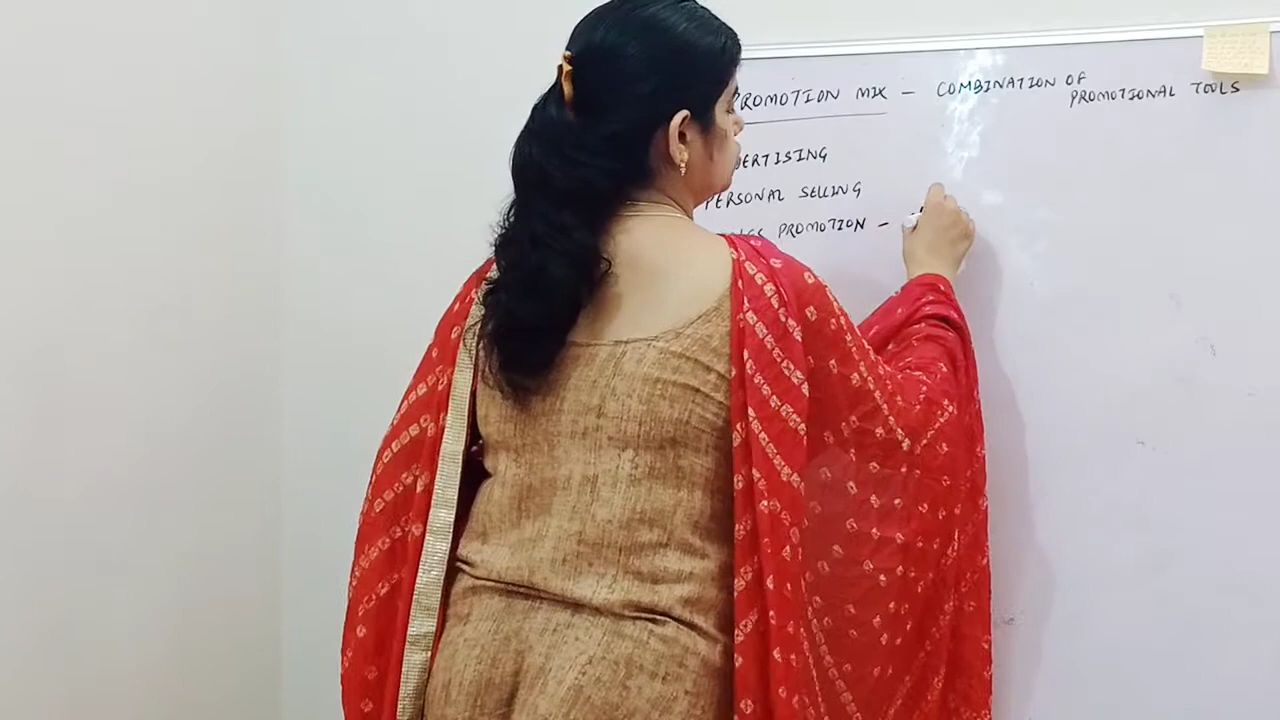 PROMOTION MIX - COMBINATION OF
PROMOTIONAL TOOLS
ERTISING
PERSONAL SELLING
PROMOTION -